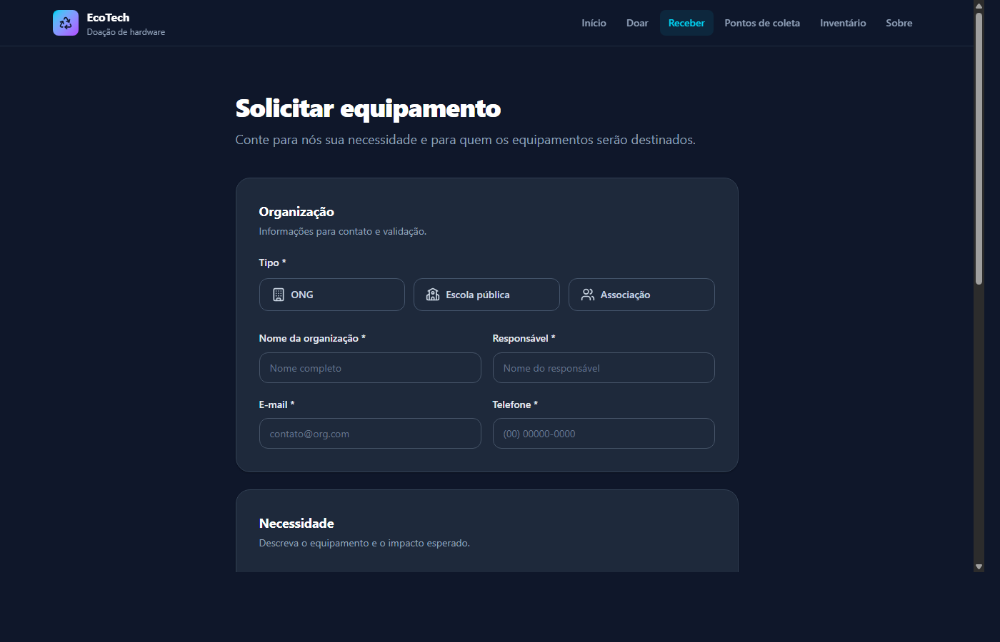 EcoTech
Doação de hardware
Início
Doar
Receber
Pontos de coleta
Inventário
Sobre
Solicitar equipamento
Conte para nós sua necessidade e para quem os equipamentos serão destinados.
Organização
Informações para contato e validação.
Tipo *
ONG
Escola pública
Associação
Nome da organização *
Responsável *
Nome completo
Nome do responsável
E-mail *
Telefone *
contato@org.com
(00) 00000-0000
Necessidade
Descreva o equipamento e o impacto esperado.